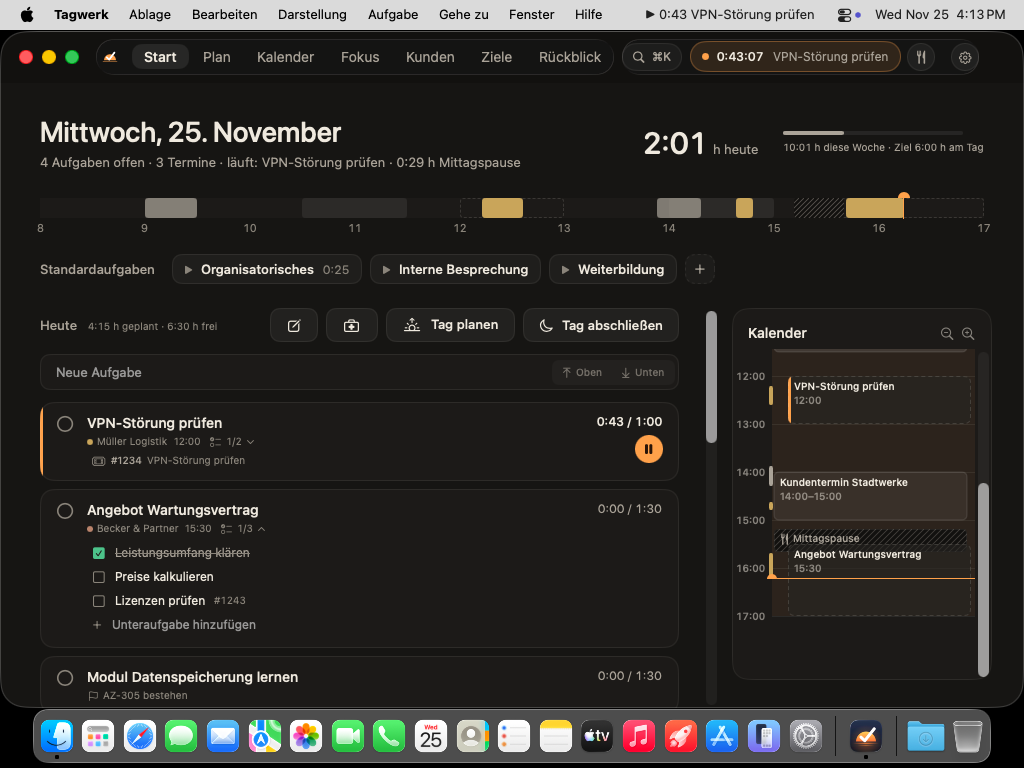 Tagwerk Ablage Bearbeiten Darstellung Aufgabe Gehe zu Fenster Hilfe 0:43 VPN-Störung prüfen Wed Nov 25 4:13 PM
Start Plan Kalender Fokus Kunden Ziele Rückblick ⌘K 0:43:07 VPN-Störung prüfen
Mittwoch, 25. November
4 Aufgaben offen · 3 Termine · läuft: VPN-Störung prüfen · 0:29 h Mittagspause
2:01 h heute
10:01 h diese Woche · Ziel 6:00 h am Tag
8 9 10 11 12 13 14 15 16 17
Standardaufgaben Organisatorisches 0:25 Interne Besprechung Weiterbildung +
Heute 4:15 h geplant · 6:30 h frei Tag planen Tag abschließen
Neue Aufgabe Oben Unten
VPN-Störung prüfen 0:43 / 1:00
Müller Logistik 12:00 1/2
#1234 VPN-Störung prüfen
Angebot Wartungsvertrag 0:00 / 1:30
Becker & Partner 15:30 1/3
Leistungsumfang klären
Preise kalkulieren
Lizenzen prüfen #1243
+ Unteraufgabe hinzufügen
Modul Datenspeicherung lernen 0:00 / 1:30
AZ-305 bestehen
Kalender
12:00
VPN-Störung prüfen
12:00
13:00
14:00
Kundentermin Stadtwerke
14:00–15:00
15:00
Mittagspause
Angebot Wartungsvertrag
15:30
16:00
17:00
Wed
25
tv